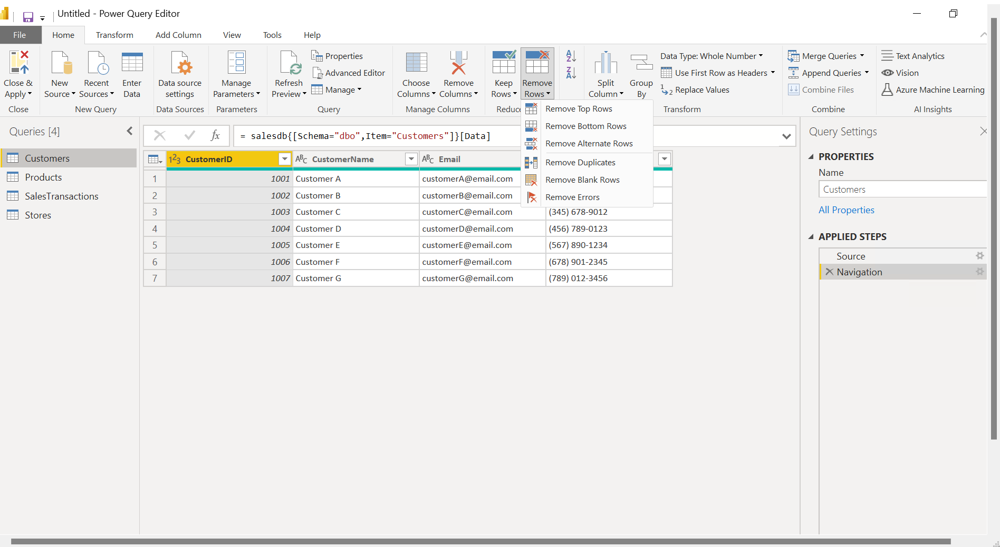 Untitled - Power Query Editor
File Home Transform Add Column View Tools Help
Close & Apply
Close
New Source
Recent Sources
Enter Data
New Query
Data source settings
Data Sources
Manage Parameters
Parameters
Refresh Preview
Properties
Advanced Editor
Manage
Query
Choose Columns
Remove Columns
Manage Columns
Keep Rows
Remove Rows
Reduc
A Z
Z A
Split Column
Group By
Data Type: Whole Number
Use First Row as Headers
1 2 Replace Values
Transform
Merge Queries
Append Queries
Combine Files
Combine
Text Analytics
Vision
Azure Machine Learning
AI Insights
Remove Top Rows
Remove Bottom Rows
Remove Alternate Rows
Remove Duplicates
Remove Blank Rows
Remove Errors
Queries [4]
Customers
Products
SalesTransactions
Stores
fx = salesdb{[Schema="dbo",Item="Customers"]}[Data]
123 CustomerID ABC CustomerName ABC Email
1 1001 Customer A customerA@email.com
2 1002 Customer B customerB@email.com
3 1003 Customer C customerC@email.com (345) 678-9012
4 1004 Customer D customerD@email.com (456) 789-0123
5 1005 Customer E customerE@email.com (567) 890-1234
6 1006 Customer F customerF@email.com (678) 901-2345
7 1007 Customer G customerG@email.com (789) 012-3456
Query Settings
PROPERTIES
Name
Customers
All Properties
APPLIED STEPS
Source
Navigation